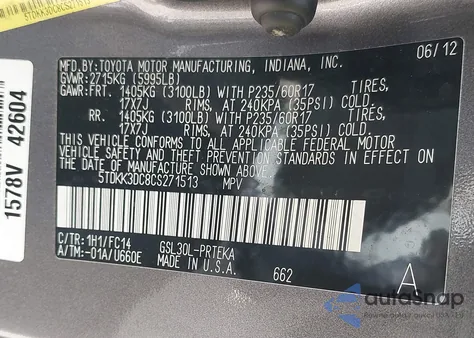 5TDKK3DC8CS271513
MFD.BY:TOYOTA MOTOR MANUFACTURING, INDIANA, INC. 06/12
GVWR:2715KG (5995LB)
GAWR:FRT. 1405KG (3100LB) WITH P235/60R17 TIRES,
17X7J RIMS, AT 240KPA (35PSI) COLD.
RR. 1405KG (3100LB) WITH P235/60R17 TIRES,
17X7J RIMS, AT 240KPA (35PSI) COLD.
THIS VEHICLE CONFORMS TO ALL APPLICABLE FEDERAL MOTOR
VEHICLE SAFETY, BUMPER, AND THEFT PREVENTION STANDARDS IN
EFFECT ON THE DATE OF MANUFACTURE SHOWN ABOVE.
5TDKK3DC8CS271513 MPV
C/TR:1H1/FC14 GSL30L-PRTEKA
A/TM:-01A/U660E MADE IN U.S.A. 662 A
1578V 42604
autosnap